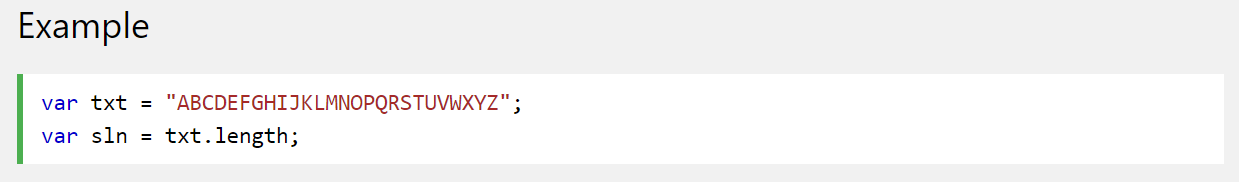 Example
var txt = "ABCDEFGHIJKLMNOPQRSTUVWXYZ";
var sln = txt.length;